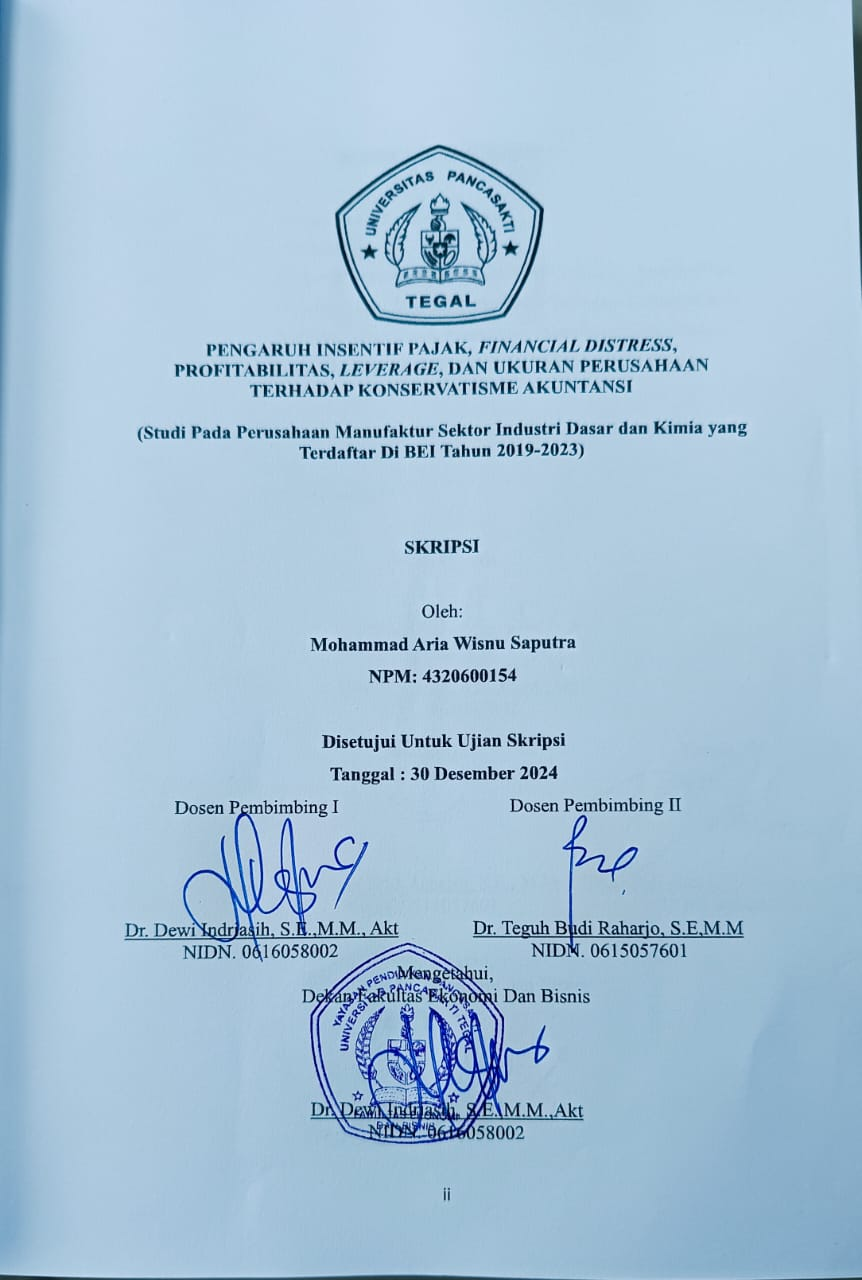 UNIVERSITAS PANCASAKTI
TEGAL
PENGARUH INSENTIF PAJAK, FINANCIAL DISTRESS,
PROFITABILITAS, LEVERAGE, DAN UKURAN PERUSAHAAN
TERHADAP KONSERVATISME AKUNTANSI
(Studi Pada Perusahaan Manufaktur Sektor Industri Dasar dan Kimia yang
Terdaftar Di BEI Tahun 2019-2023)
SKRIPSI
Oleh:
Mohammad Aria Wisnu Saputra
NPM: 4320600154
Disetujui Untuk Ujian Skripsi
Tanggal : 30 Desember 2024
Dosen Pembimbing I
Dosen Pembimbing II
Dr. Dewi Indriasih, S.E.,M.M., Akt
Dr. Teguh Budi Raharjo, S.E,M.M
NIDN. 0616058002
NIDN. 0615057601
Mengetahui,
Dekan Fakultas Ekonomi Dan Bisnis
UNIVERSITAS PANCASAKTI TEGAL
Dr. Dewi Indriasih, S.E.,M.M.,Akt
NIDN. 0616058002
ii